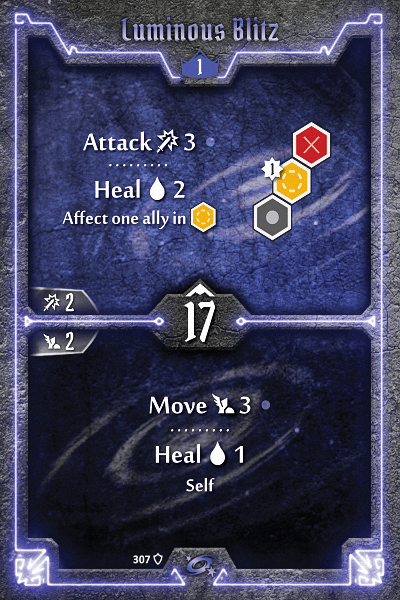 Luminous Blitz
1
Attack 3
1
Heal 2
Affect one ally in
2
17
2
Move 3
Heal 1
Self
307